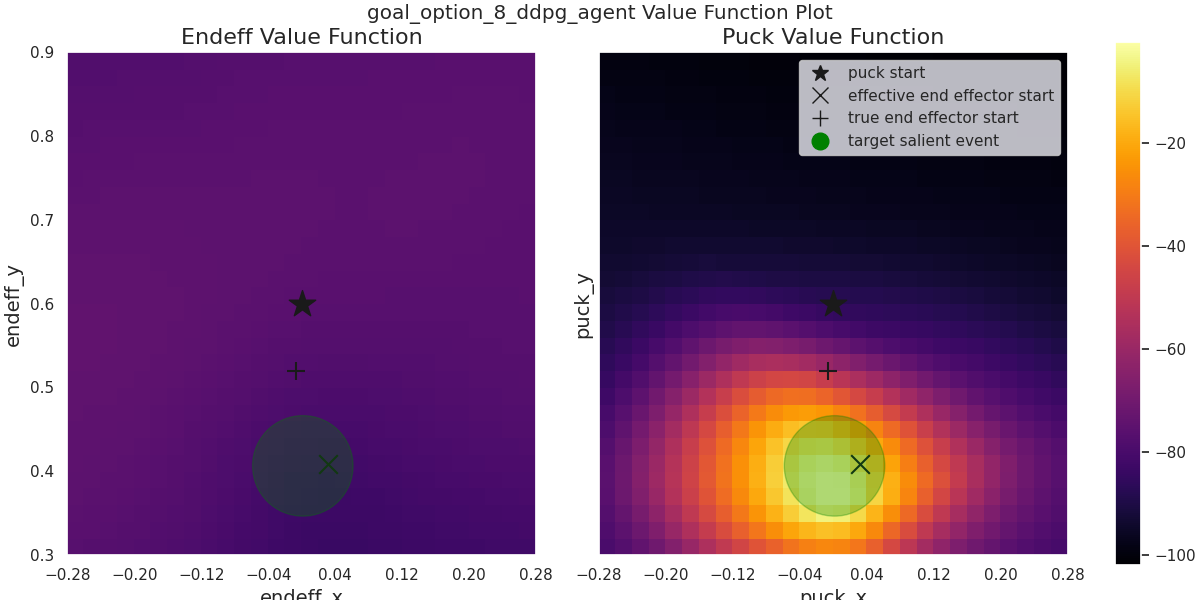 goal_option_8_ddpg_agent Value Function Plot
Endeff Value Function
Puck Value Function
0.9
0.8
0.7
0.6
0.5
0.4
0.3
endeff_y
−0.28 −0.20 −0.12 −0.04 0.04 0.12 0.20 0.28
endeff_x
puck_y
puck start
effective end effector start
true end effector start
target salient event
−0.28 −0.20 −0.12 −0.04 0.04 0.12 0.20 0.28
puck_x
−20
−40
−60
−80
−100